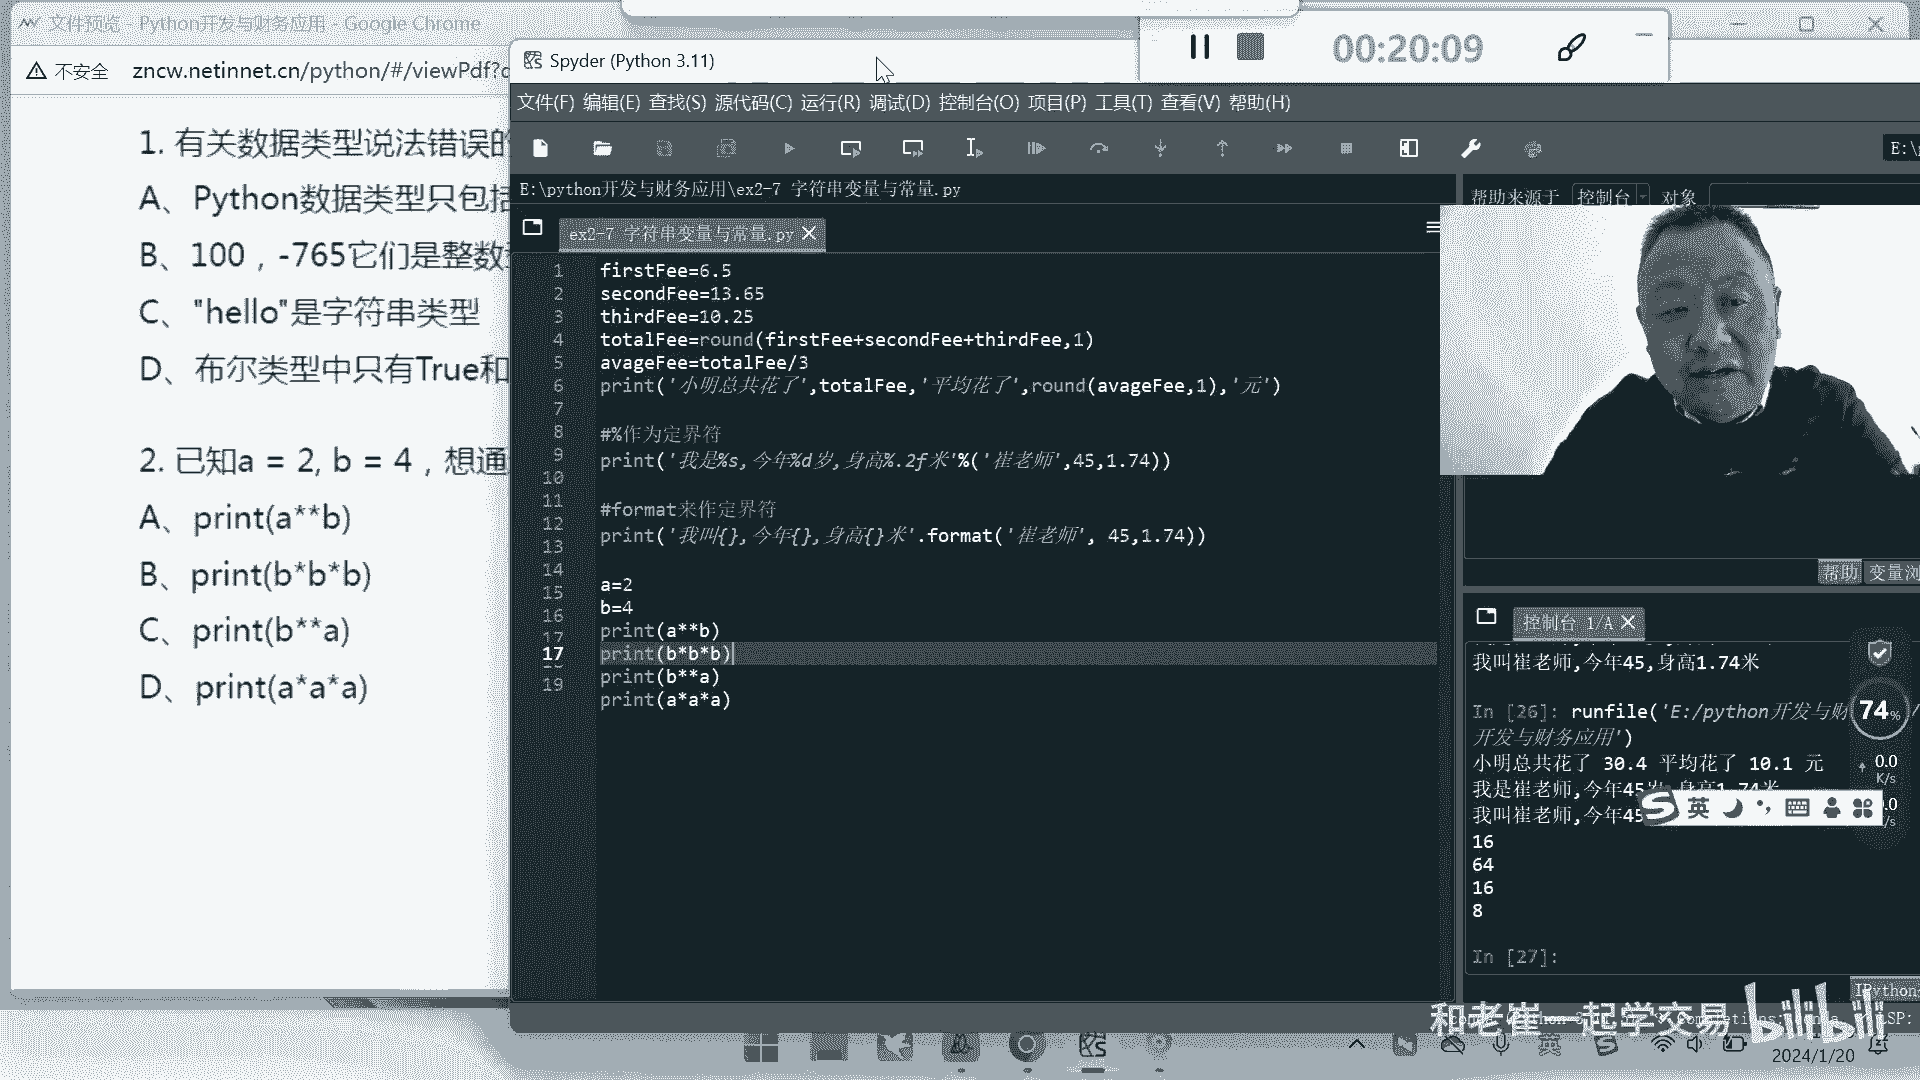 文件预览 - Python开发与财务应用 - Google Chrome
不安全 zncw.netinnet.cn/python/#/viewPdf?
1. 有关数据类型说法错误的
A、Python数据类型只包括
B、100，-765它们是整数
C、"hello"是字符串类型
D、布尔类型中只有True和
2. 已知a = 2, b = 4，想通
A、print(a**b)
B、print(b*b*b)
C、print(b**a)
D、print(a*a*a)
00:20:09
Spyder (Python 3.11)
文件(F) 编辑(E) 查找(S) 源代码(C) 运行(R) 调试(D) 控制台(O) 项目(P) 工具(T) 查看(V) 帮助(H)
E:\
E:\python开发与财务应用\ex2-7 字符串变量与常量.py
ex2-7 字符串变量与常量.py
1 firstFee=6.5
2 secondFee=13.65
3 thirdFee=10.25
4 totalFee=round(firstFee+secondFee+thirdFee,1)
5 avageFee=totalFee/3
6 print('小明总共花了',totalFee,'平均花了',round(avageFee,1),'元')
7
8 #%作为定界符
9 print('我是%s,今年%d岁,身高%.2f米'%('崔老师',45,1.74))
10
11 #format来作定界符
12 print('我叫{},今年{},身高{}米'.format('崔老师', 45,1.74))
13
14 a=2
15 b=4
16 print(a**b)
17 print(b*b*b)
print(b**a)
19 print(a*a*a)
帮助来源于 控制台 对象
帮助 变量浏
控制台 1/A
我叫崔老师,今年45,身高1.74米
In [26]: runfile('E:/python开发与财
开发与财务应用')
小明总共花了 30.4 平均花了 10.1 元
我是崔老师,今年45岁,身高1.74米
我叫崔老师,今年45
16
64
16
8
In [27]:
74%
0.0
K/s
英
IPython
和老崔一起学交易 bilibili
2024/1/20